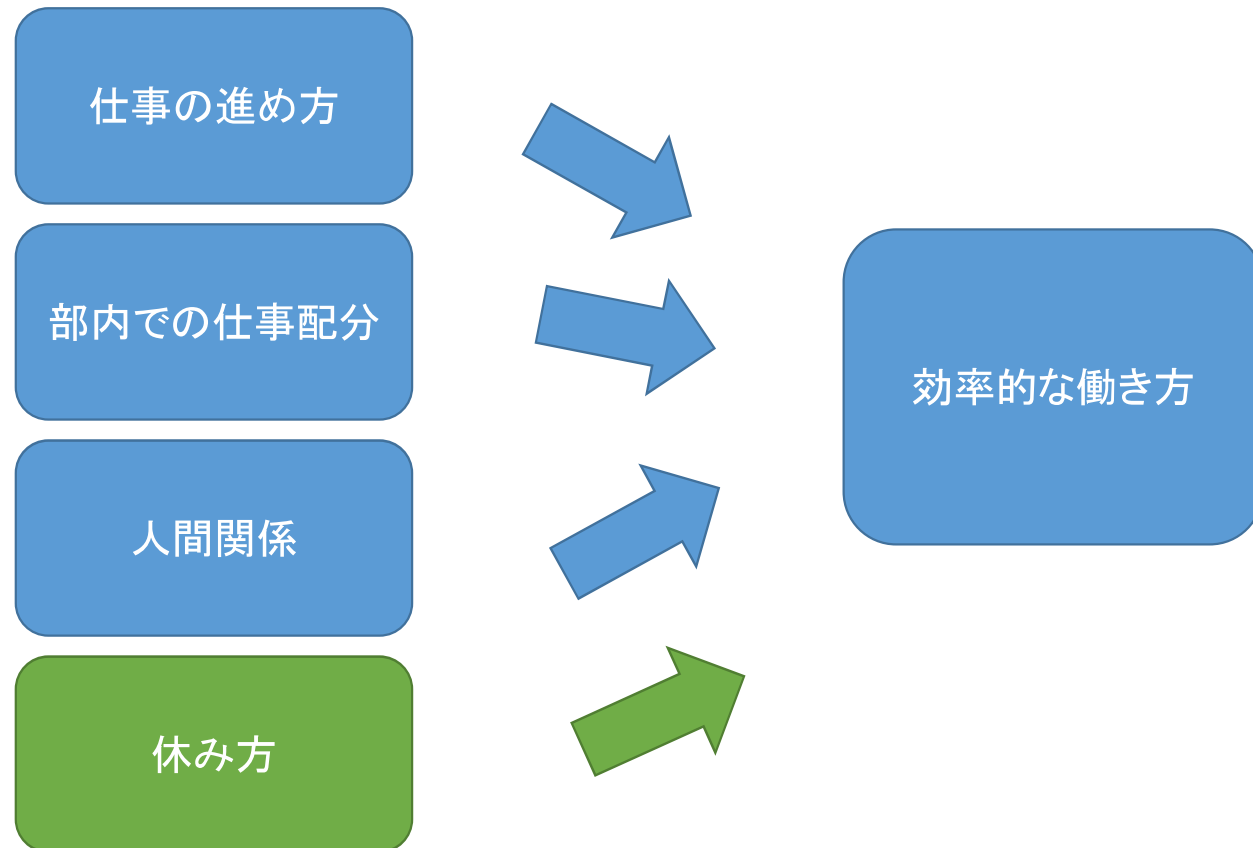 仕事の進め方
部内での仕事配分
人間関係
休み方
効率的な働き方